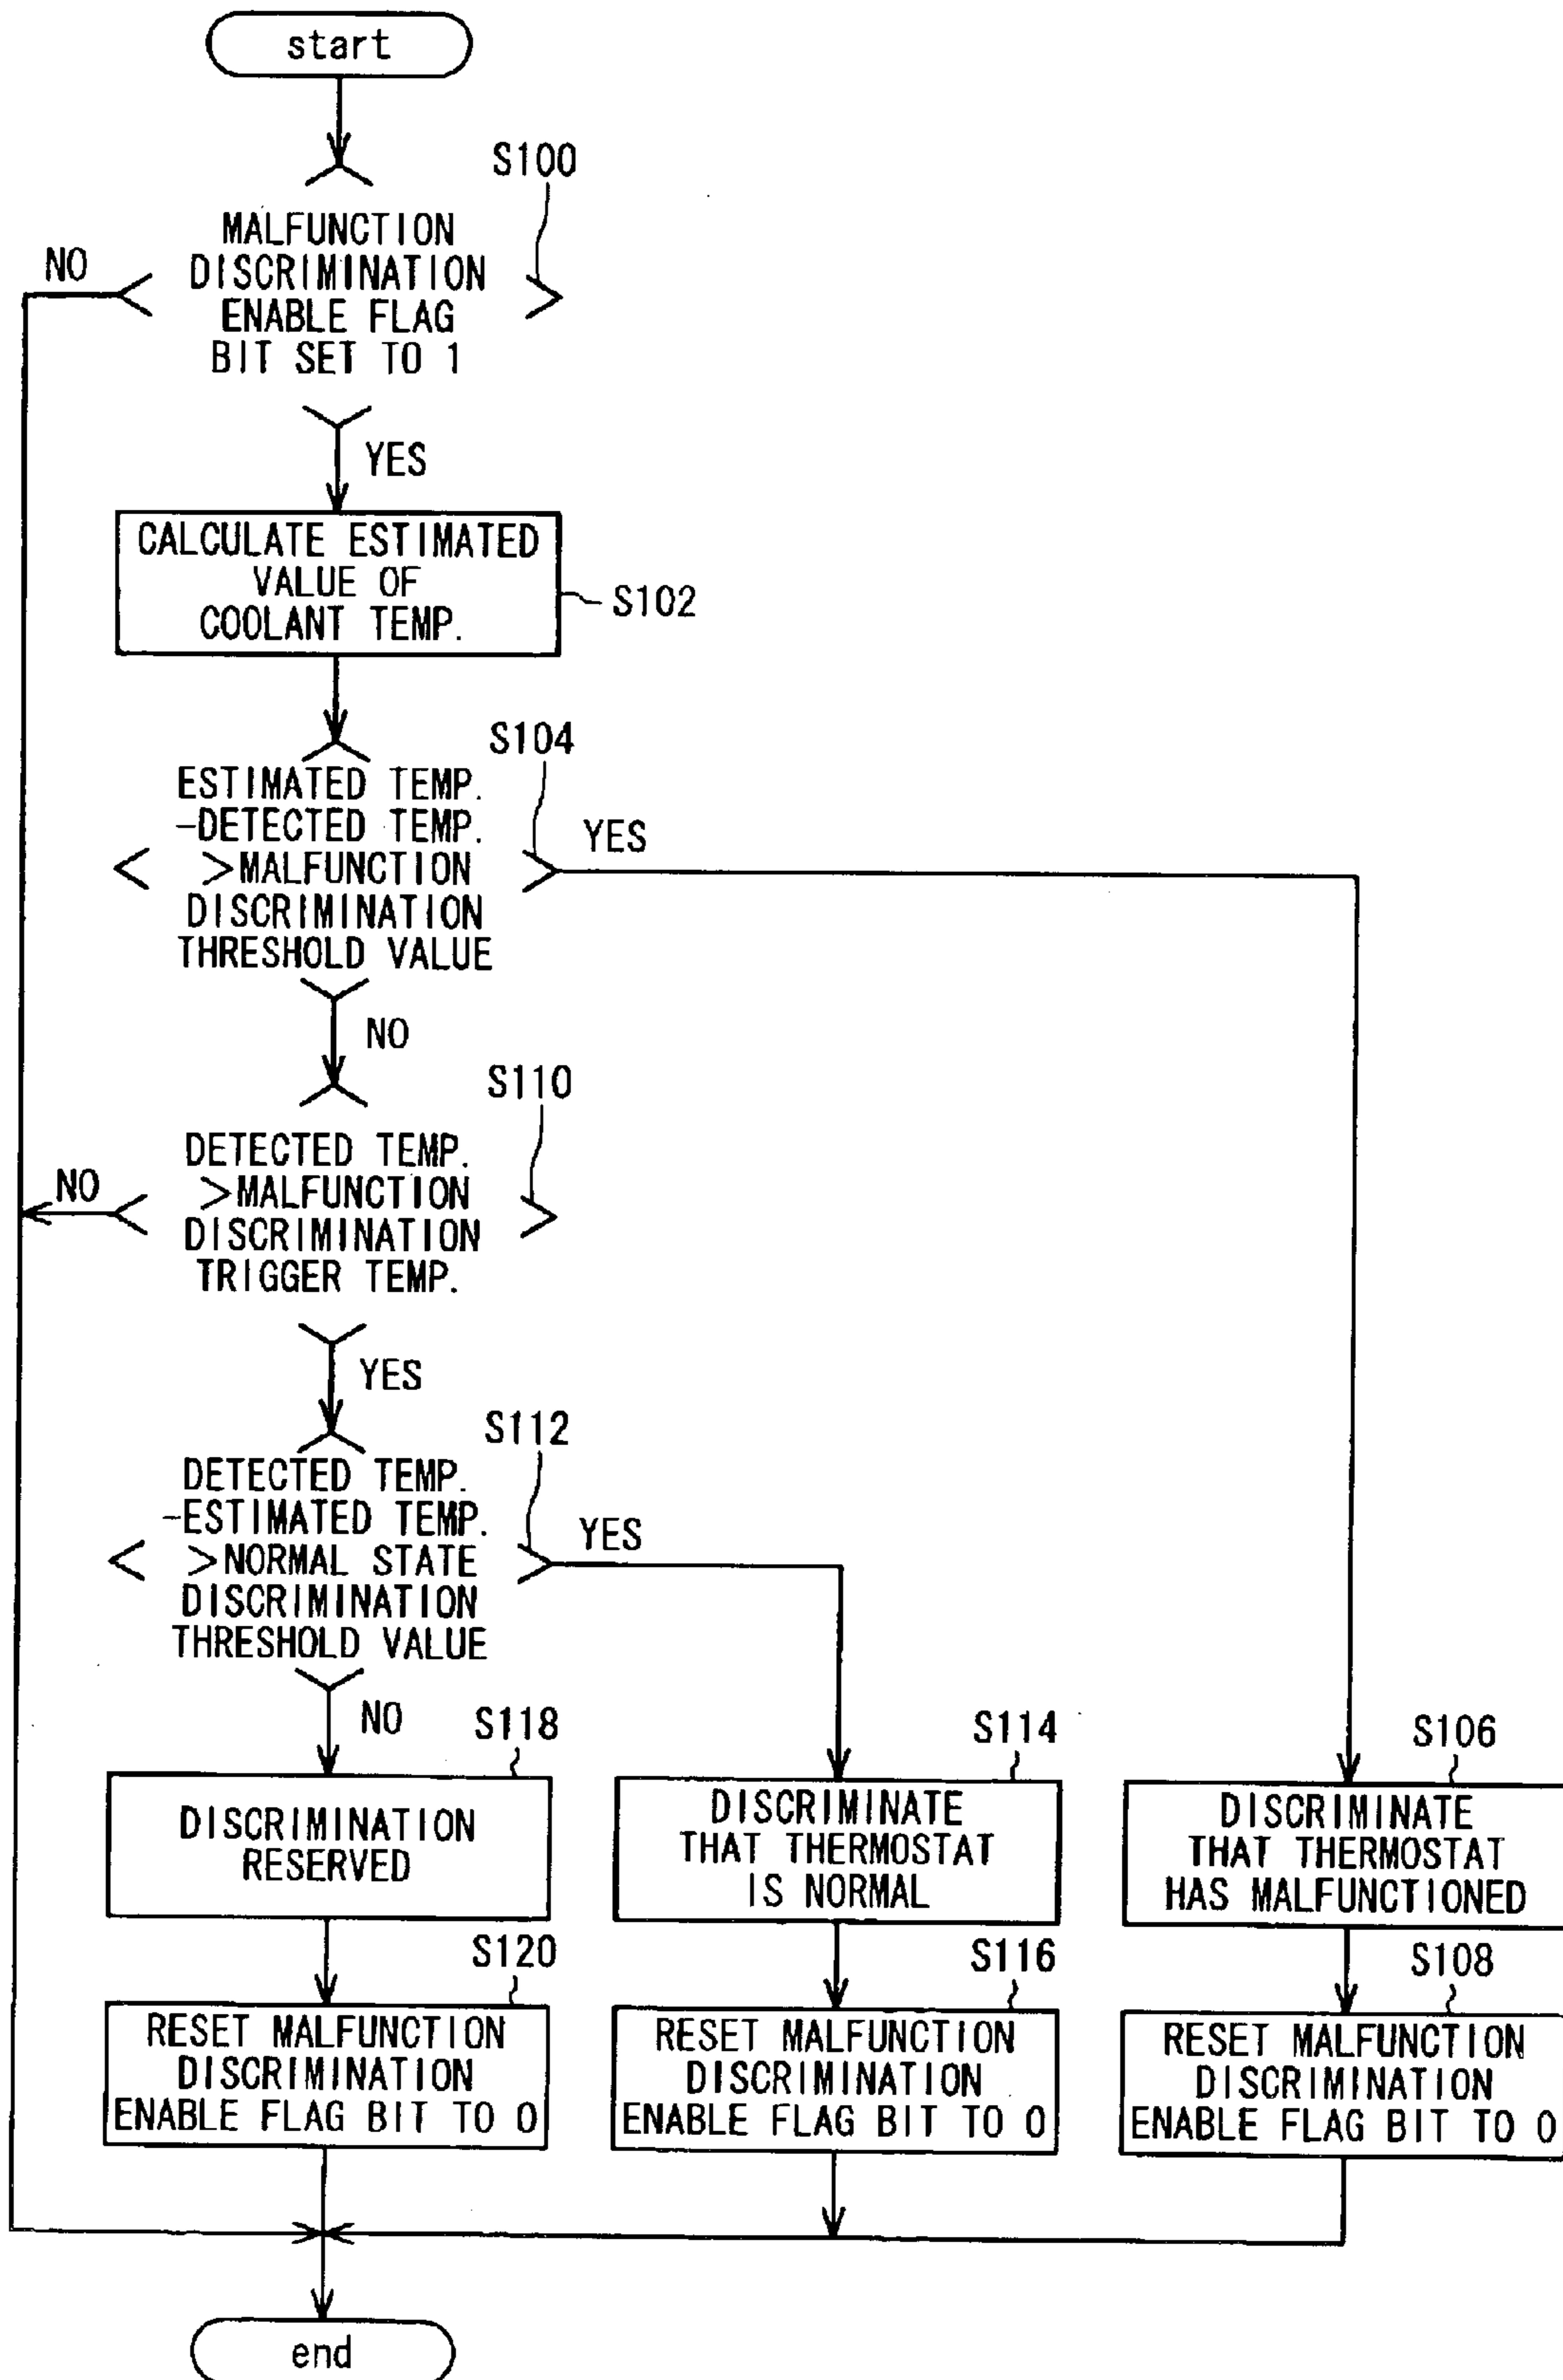 start
S100
MALFUNCTION
DISCRIMINATION
ENABLE FLAG
BIT SET TO 1
NO
YES
CALCULATE ESTIMATED
VALUE OF
COOLANT TEMP.
S102
S104
ESTIMATED TEMP.
-DETECTED TEMP.
>MALFUNCTION
DISCRIMINATION
THRESHOLD VALUE
YES
NO
S110
DETECTED TEMP.
>MALFUNCTION
DISCRIMINATION
TRIGGER TEMP.
NO
YES
S112
DETECTED TEMP.
-ESTIMATED TEMP.
>NORMAL STATE
DISCRIMINATION
THRESHOLD VALUE
YES
NO
S118
DISCRIMINATION
RESERVED
S114
DISCRIMINATE
THAT THERMOSTAT
IS NORMAL
S106
DISCRIMINATE
THAT THERMOSTAT
HAS MALFUNCTIONED
S120
RESET MALFUNCTION
DISCRIMINATION
ENABLE FLAG BIT TO 0
S116
RESET MALFUNCTION
DISCRIMINATION
ENABLE FLAG BIT TO 0
S108
RESET MALFUNCTION
DISCRIMINATION
ENABLE FLAG BIT TO 0
end